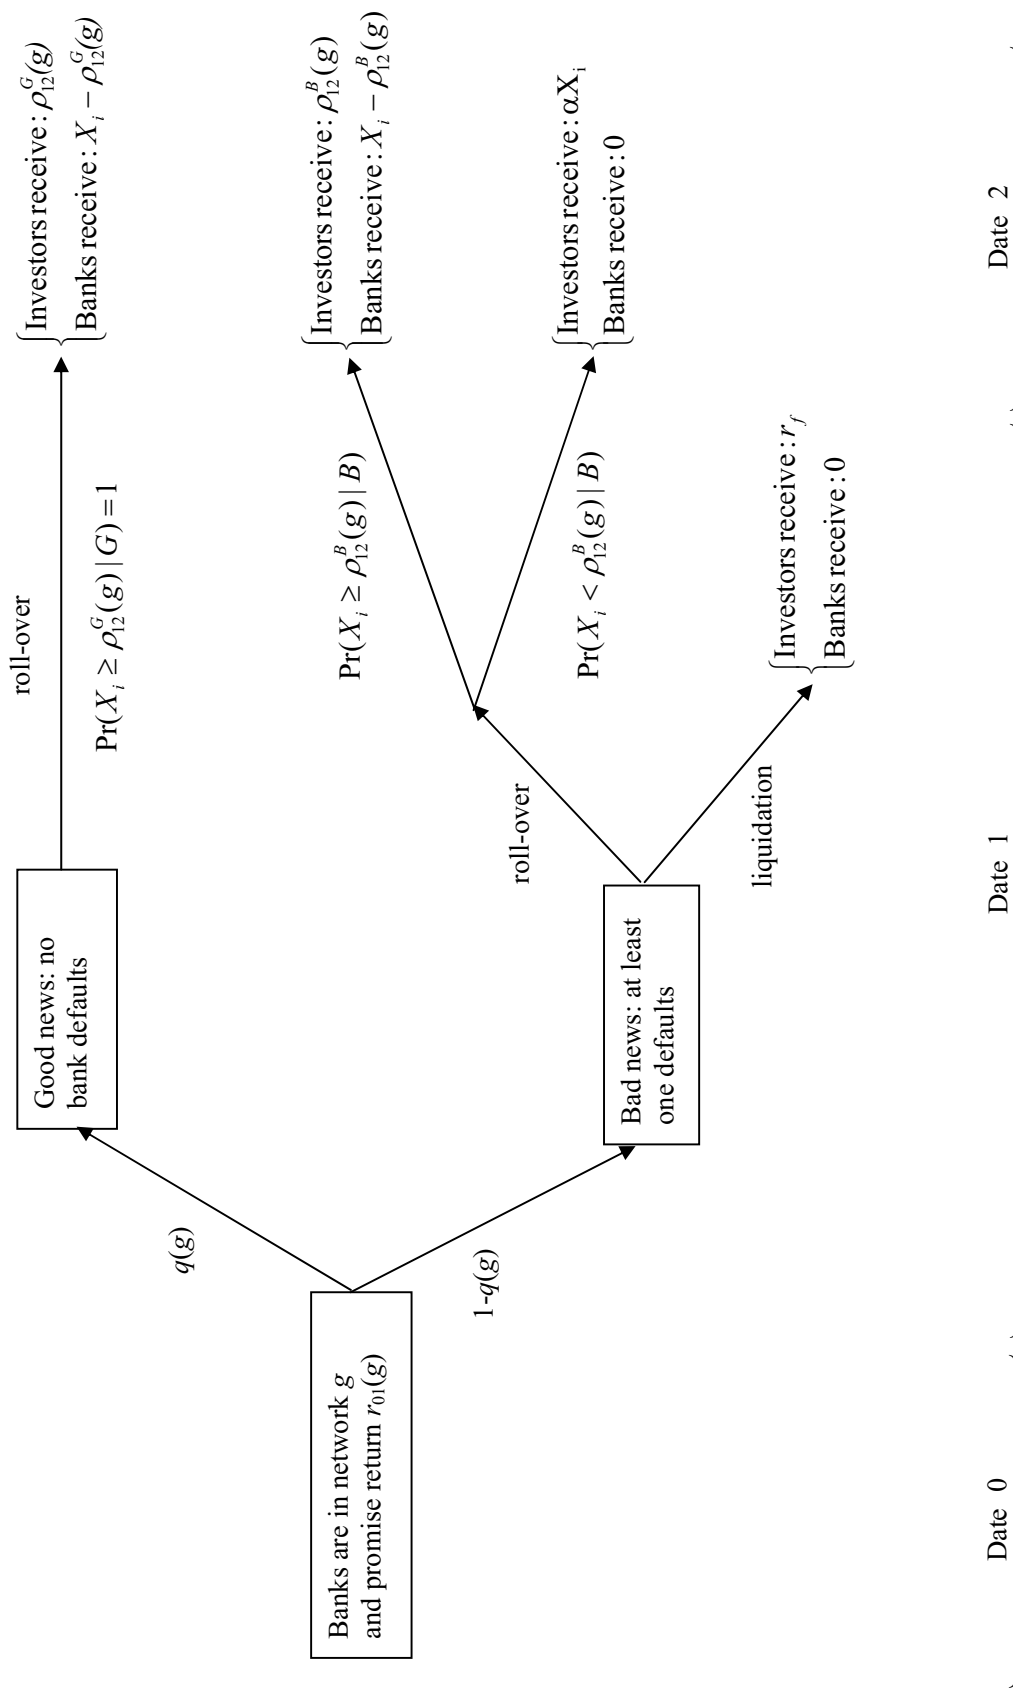 Banks are in network g
and promise return r₀₁(g)
q(g)
1-q(g)
Good news: no
bank defaults
Bad news: at least
one defaults
roll-over
Pr(Xᵢ ≥ ρ₁₂ᴳ(g) | G) = 1
Investors receive: ρ₁₂ᴳ(g)
Banks receive: Xᵢ − ρ₁₂ᴳ(g)
roll-over
Pr(Xᵢ ≥ ρ₁₂ᴮ(g) | B)
Investors receive: ρ₁₂ᴮ(g)
Banks receive: Xᵢ − ρ₁₂ᴮ(g)
Pr(Xᵢ < ρ₁₂ᴮ(g) | B)
Investors receive: αXᵢ
Banks receive: 0
liquidation
Investors receive: r_f
Banks receive: 0
Date 0
Date 1
Date 2